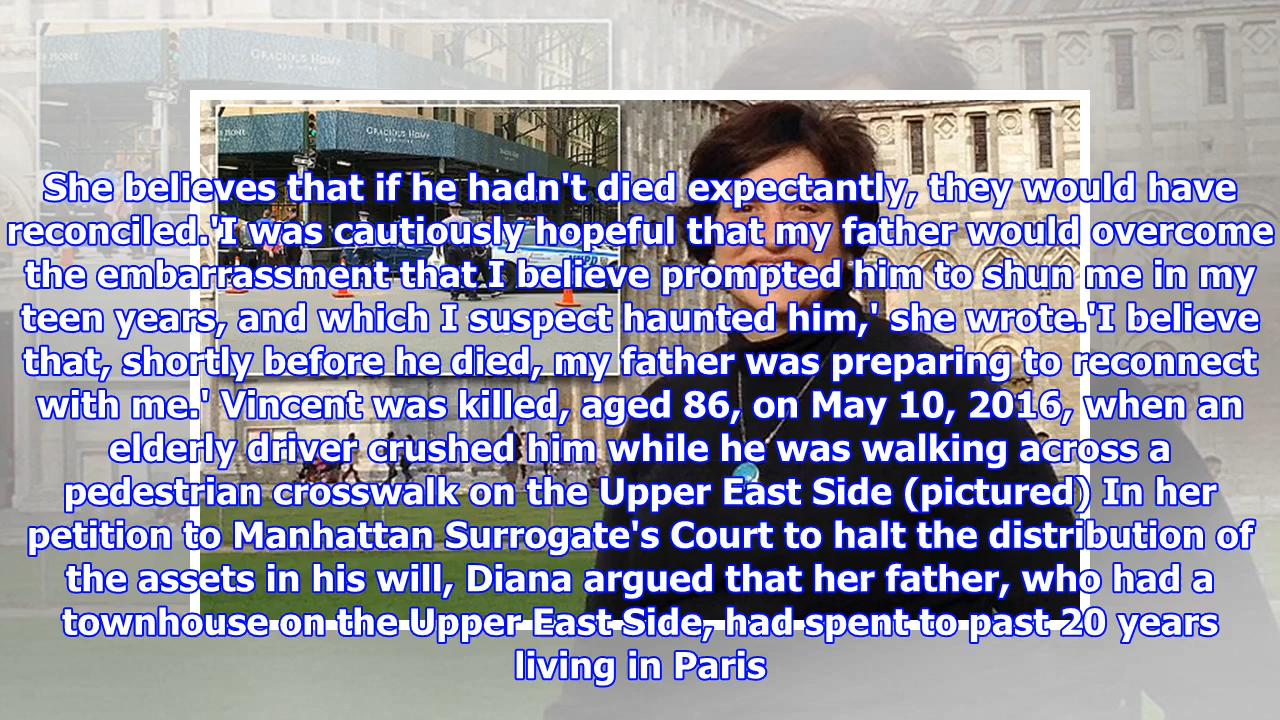 GRACIOUS HOME
She believes that if he hadn't died expectantly, they would have
reconciled.'I was cautiously hopeful that my father would overcome
the embarrassment that I believe prompted him to shun me in my
teen years, and which I suspect haunted him,' she wrote.'I believe
that, shortly before he died, my father was preparing to reconnect
with me.' Vincent was killed, aged 86, on May 10, 2016, when an
elderly driver crushed him while he was walking across a
pedestrian crosswalk on the Upper East Side (pictured) In her
petition to Manhattan Surrogate's Court to halt the distribution of
the assets in his will, Diana argued that her father, who had a
townhouse on the Upper East Side, had spent to past 20 years
living in Paris